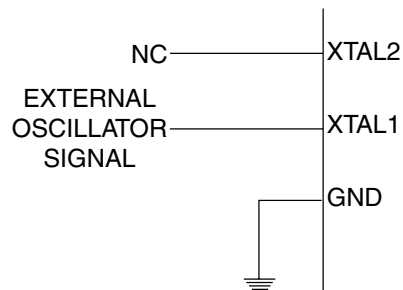 NC
XTAL2
EXTERNAL
OSCILLATOR
SIGNAL
XTAL1
GND